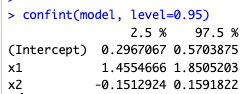 > confint(model, level=0.95)
2.5 % 97.5 %
(Intercept) 0.2967067 0.5703875
x1 1.4554666 1.8505203
x2 -0.1512924 0.1591822